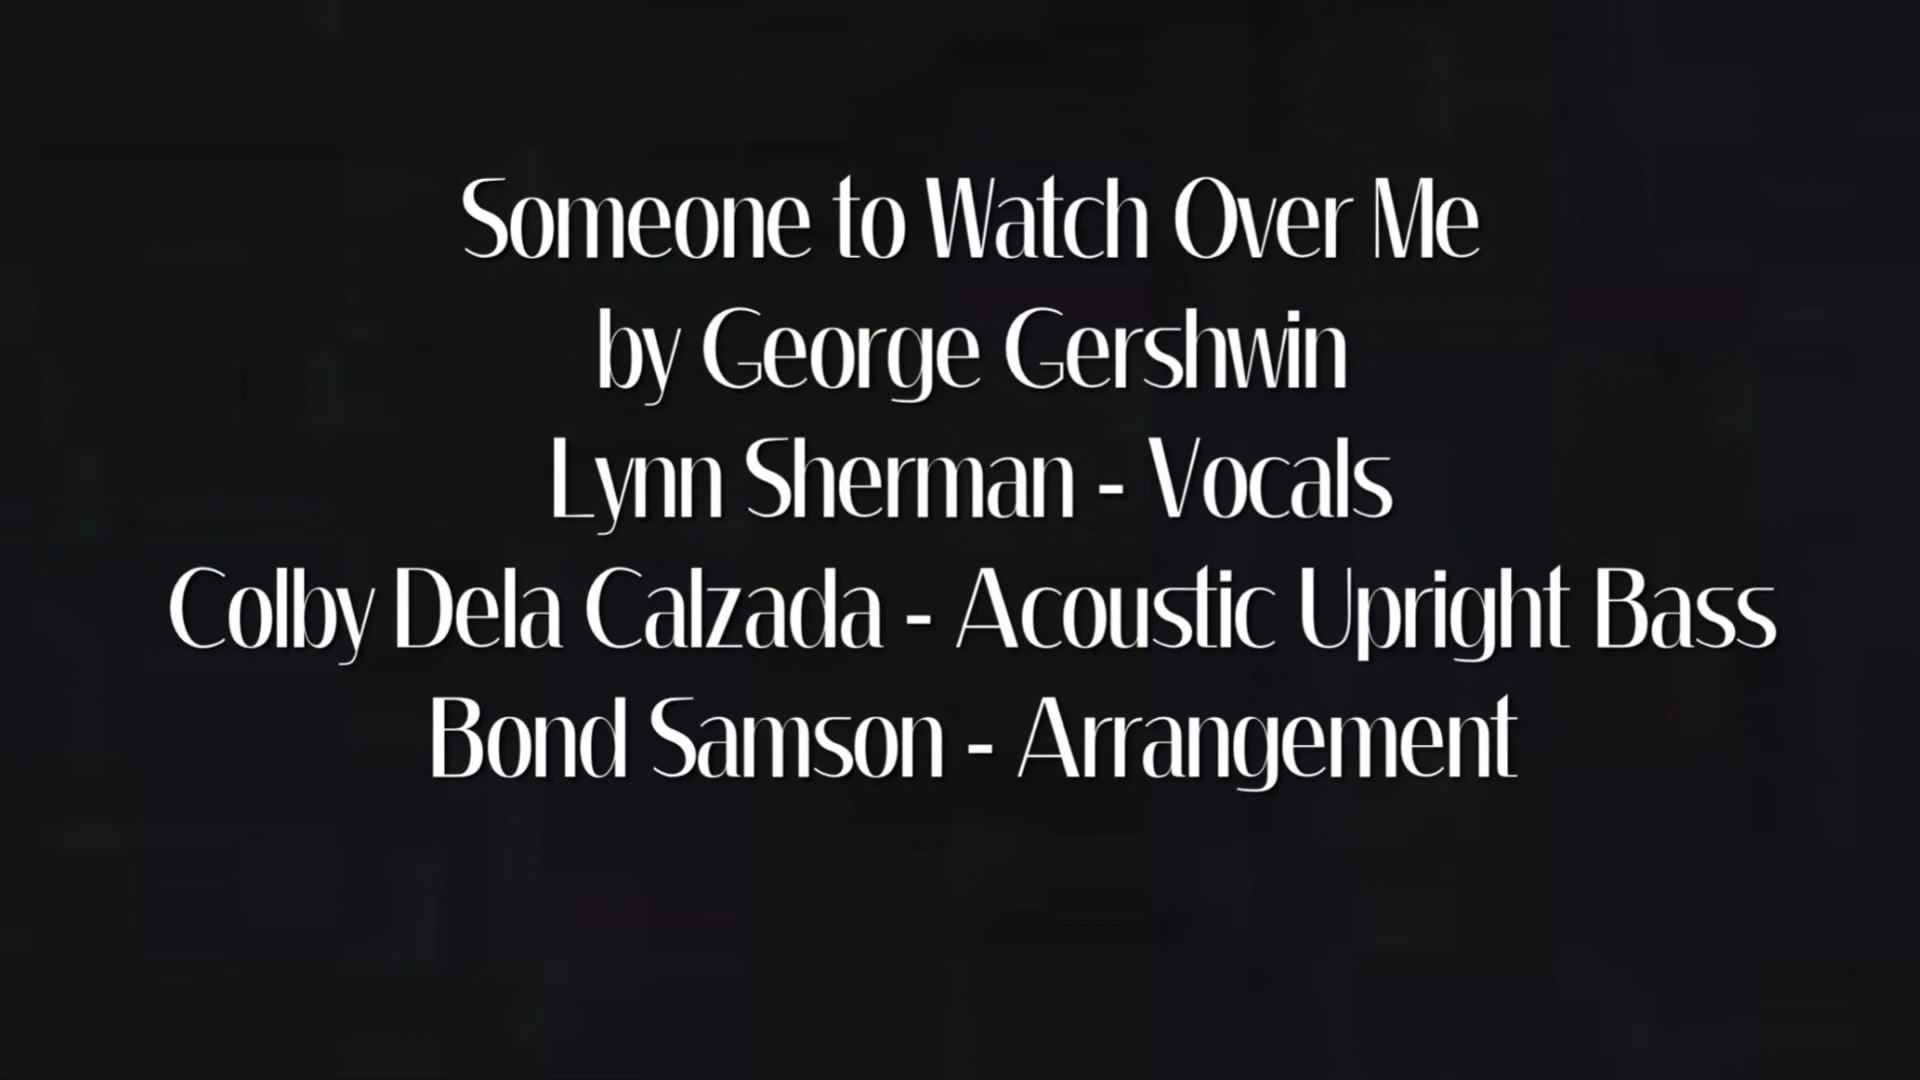 Someone to Watch Over Me
by George Gershwin
Lynn Sherman - Vocals
Colby Dela Calzada - Acoustic Upright Bass
Bond Samson - Arrangement